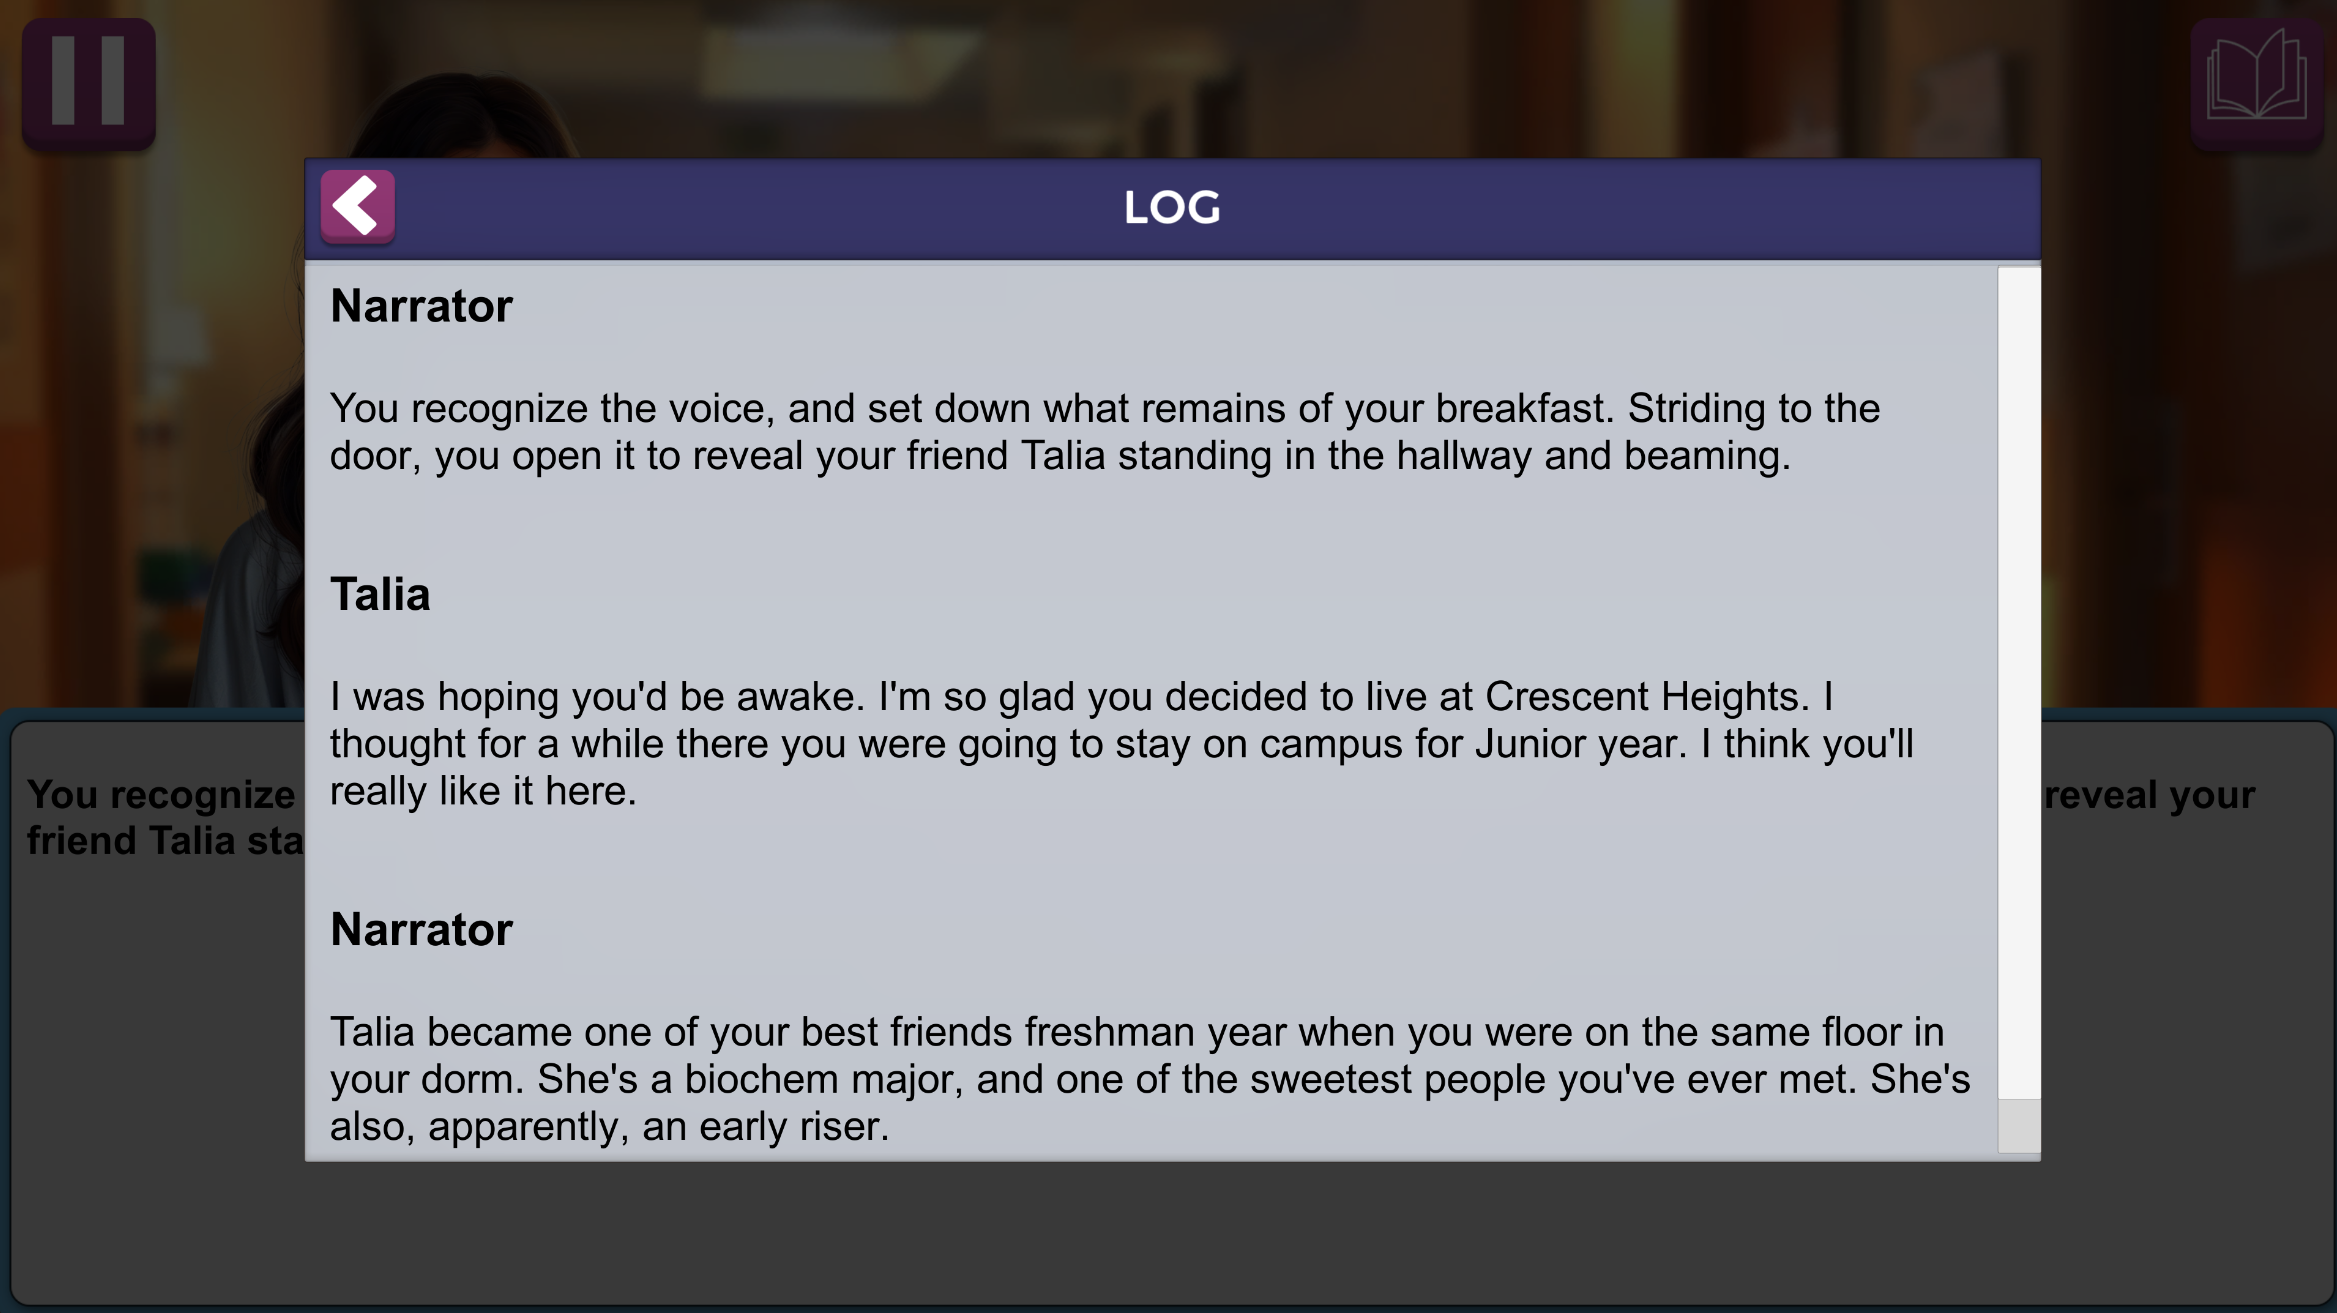 LOG
Narrator
You recognize the voice, and set down what remains of your breakfast. Striding to the
door, you open it to reveal your friend Talia standing in the hallway and beaming.
Talia
I was hoping you'd be awake. I'm so glad you decided to live at Crescent Heights. I
thought for a while there you were going to stay on campus for Junior year. I think you'll
really like it here.
Narrator
Talia became one of your best friends freshman year when you were on the same floor in
your dorm. She's a biochem major, and one of the sweetest people you've ever met. She's
also, apparently, an early riser.
You recognize
reveal your
friend Talia sta